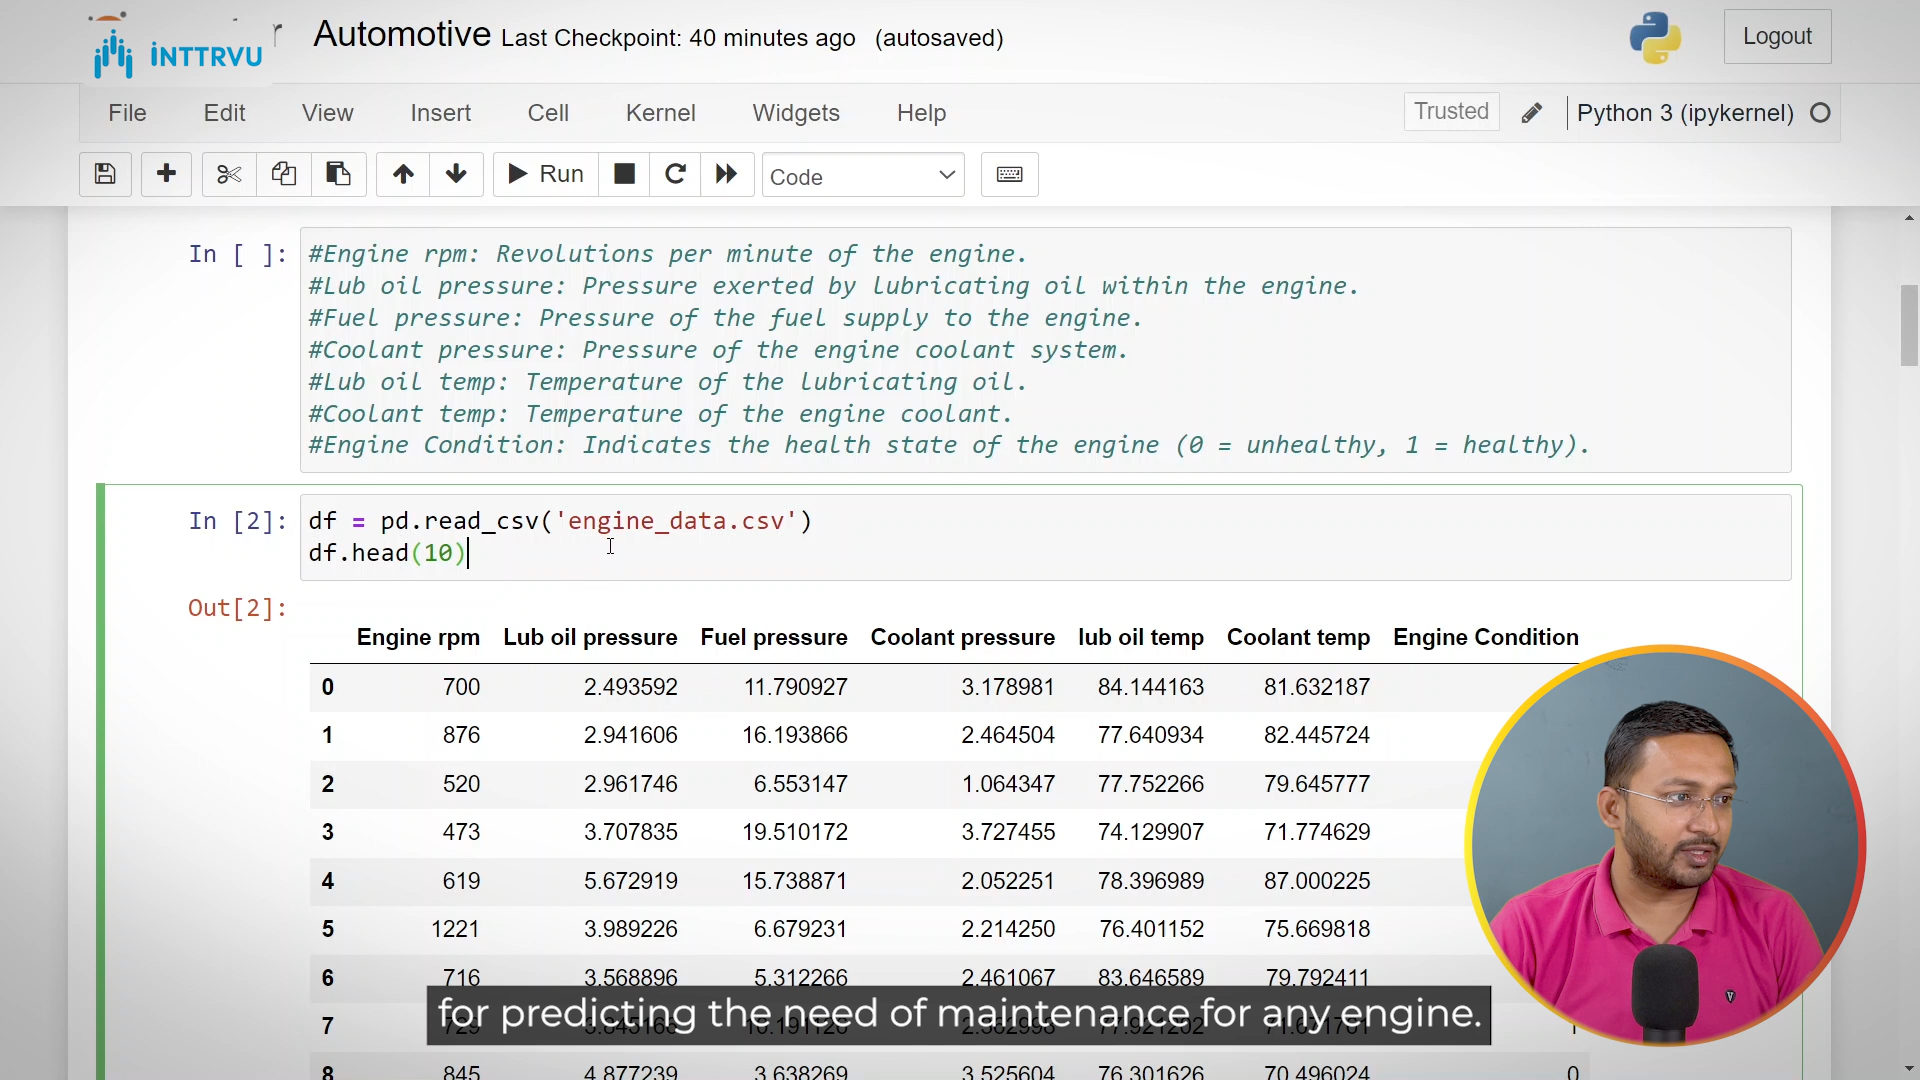 INTTRVU
Automotive Last Checkpoint: 40 minutes ago (autosaved)
Logout
File Edit View Insert Cell Kernel Widgets Help
Trusted
Python 3 (ipykernel)
Run
Code
In [ ]:
#Engine rpm: Revolutions per minute of the engine.
#Lub oil pressure: Pressure exerted by lubricating oil within the engine.
#Fuel pressure: Pressure of the fuel supply to the engine.
#Coolant pressure: Pressure of the engine coolant system.
#Lub oil temp: Temperature of the lubricating oil.
#Coolant temp: Temperature of the engine coolant.
#Engine Condition: Indicates the health state of the engine (0 = unhealthy, 1 = healthy).
In [2]:
df = pd.read_csv('engine_data.csv')
df.head(10)
Out[2]:
Engine rpm Lub oil pressure Fuel pressure Coolant pressure lub oil temp Coolant temp Engine Condition
0 700 2.493592 11.790927 3.178981 84.144163 81.632187
1 876 2.941606 16.193866 2.464504 77.640934 82.445724
2 520 2.961746 6.553147 1.064347 77.752266 79.645777
3 473 3.707835 19.510172 3.727455 74.129907 71.774629
4 619 5.672919 15.738871 2.052251 78.396989 87.000225
5 1221 3.989226 6.679231 2.214250 76.401152 75.669818
6 716 3.568896 5.312266 2.461067 83.646589 79.792411
7
for predicting the need of maintenance for any engine.
8 845 4.877239 3.638269 3.525604 76.301626 70.496024 0